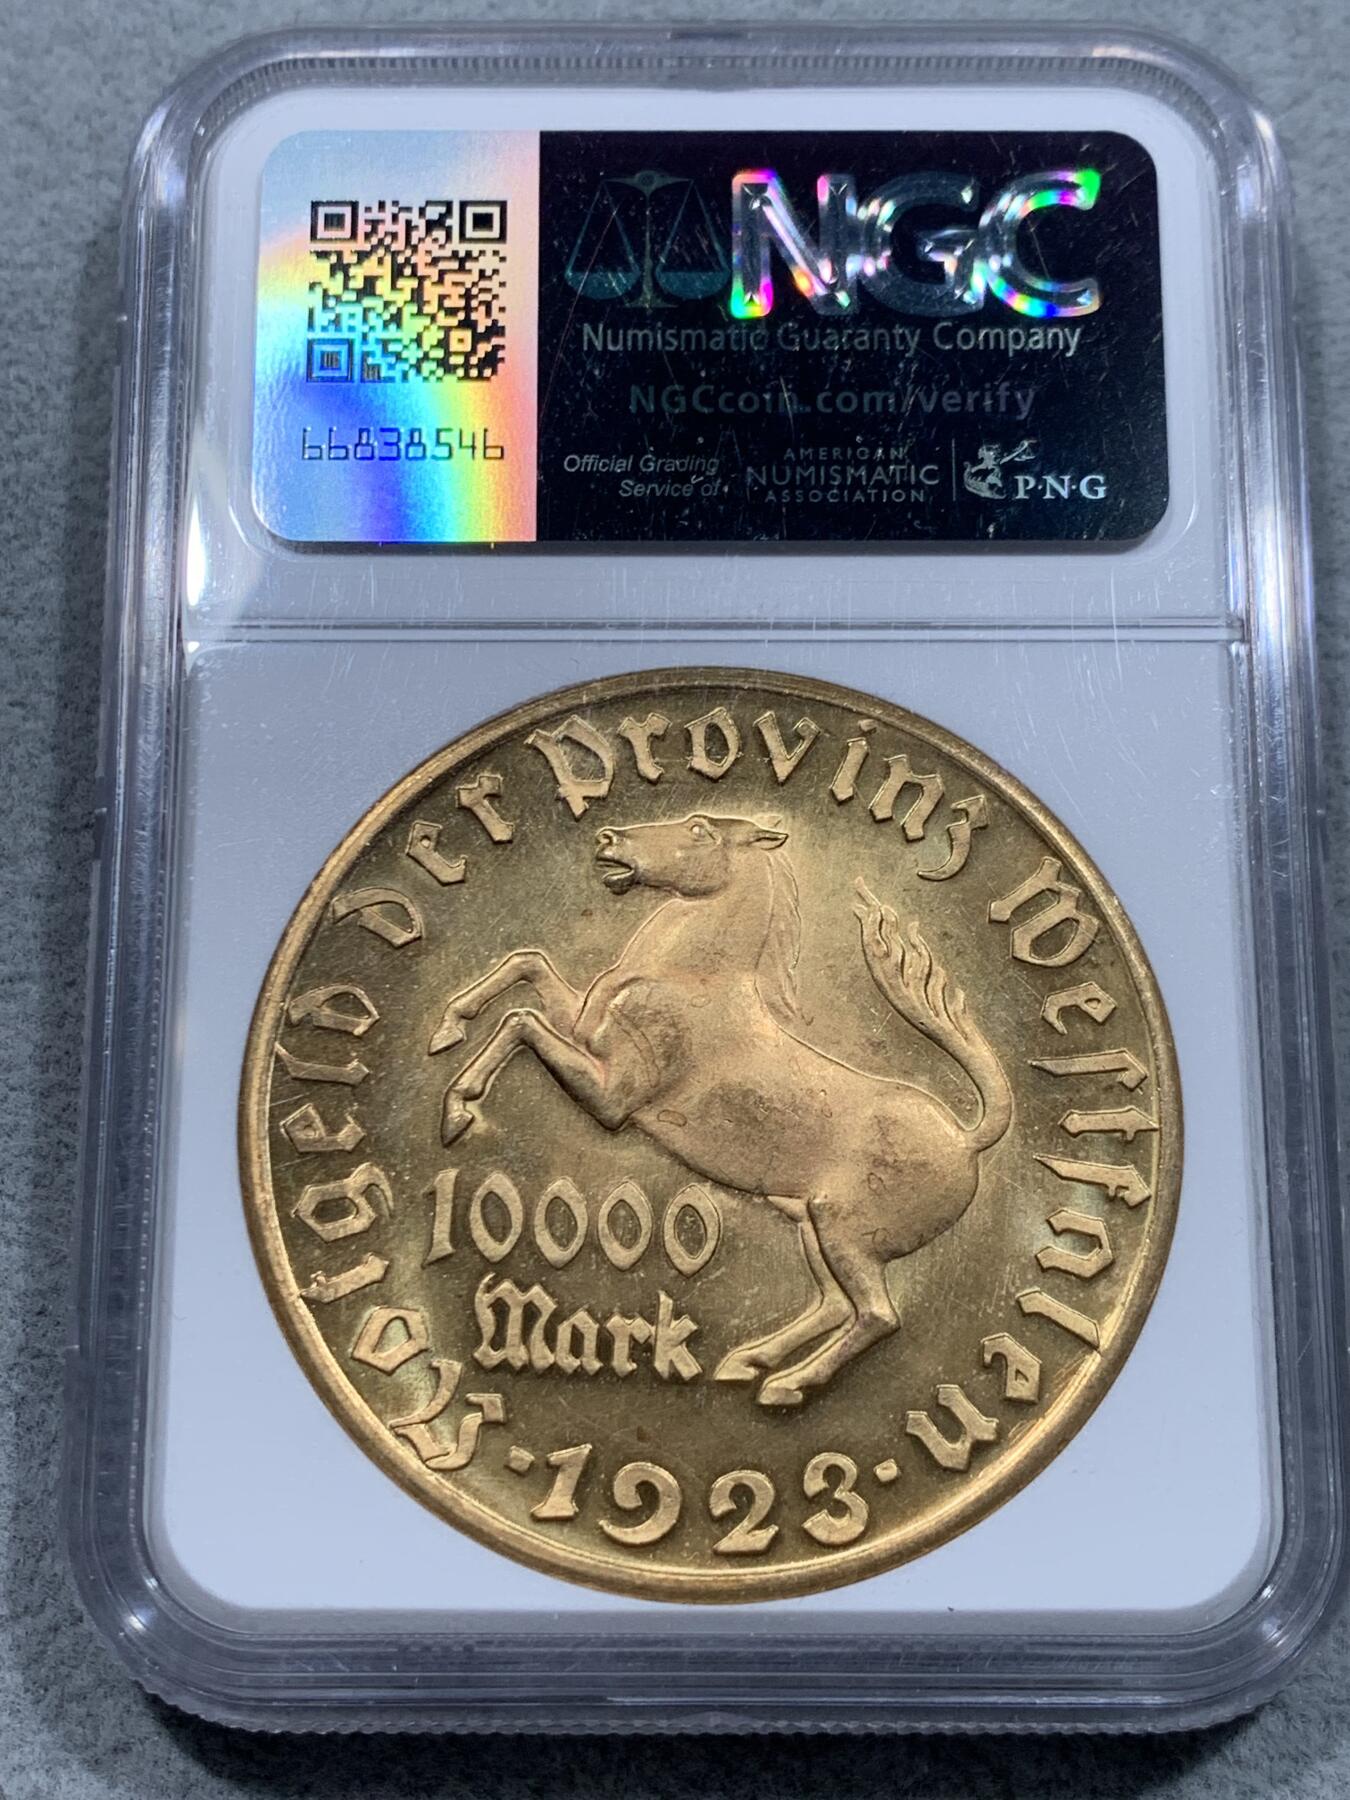 NGC
Numismatic Guaranty Company
NGCcoin.com/verify
66838546
Official Grading
Service of
AMERICAN
NUMISMATIC
ASSOCIATION
P·N·G
Notgeld der Provinz Westfalen
10000
Mark
·1923·